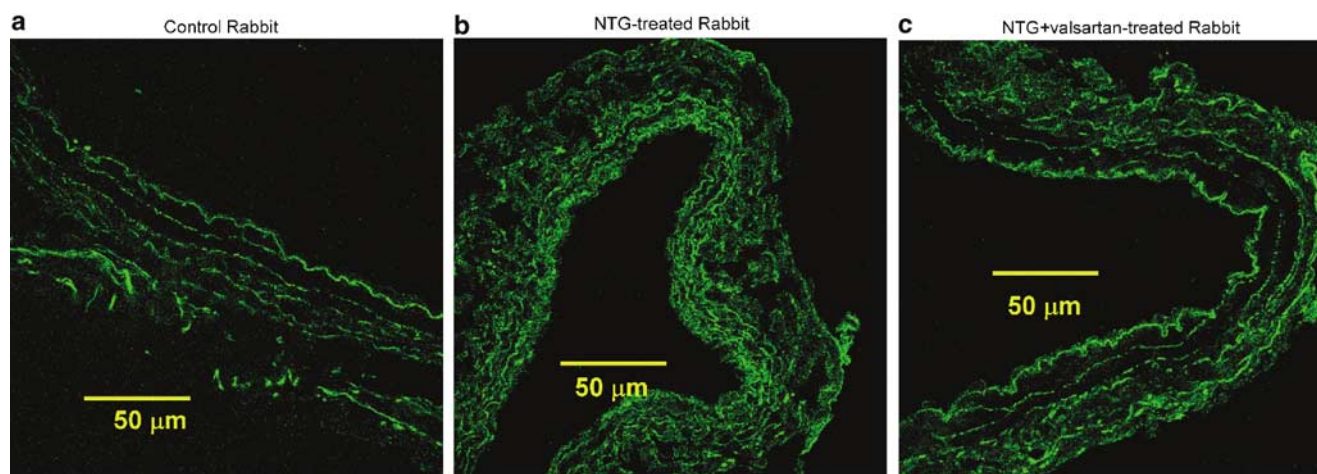 a
Control Rabbit
50 μm
b
NTG-treated Rabbit
50 μm
c
NTG+valsartan-treated Rabbit
50 μm